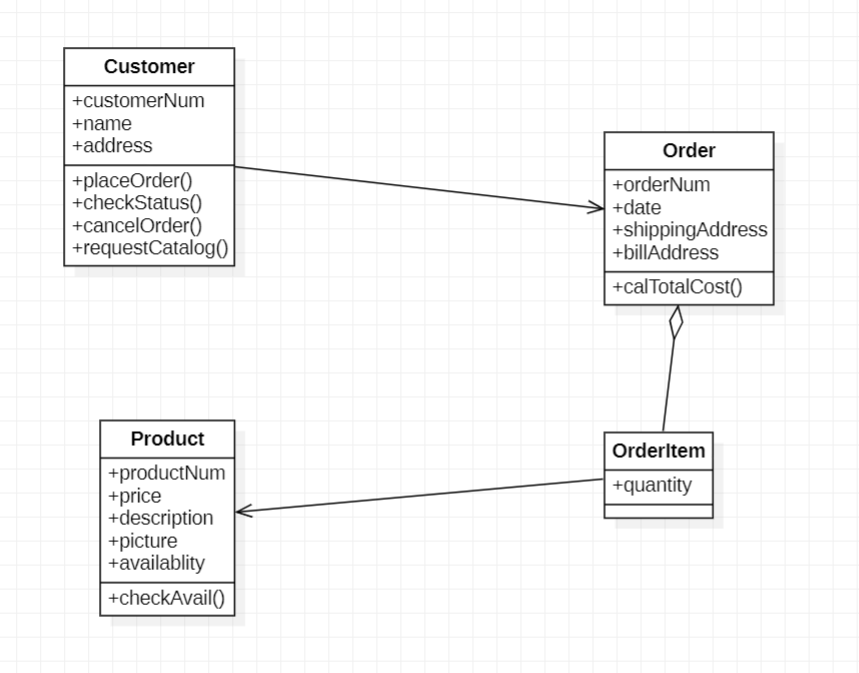 Customer
+customerNum
+name
+address
+placeOrder()
+checkStatus()
+cancelOrder()
+requestCatalog()
Order
+orderNum
+date
+shippingAddress
+billAddress
+calTotalCost()
Product
+productNum
+price
+description
+picture
+availablity
+checkAvail()
OrderItem
+quantity